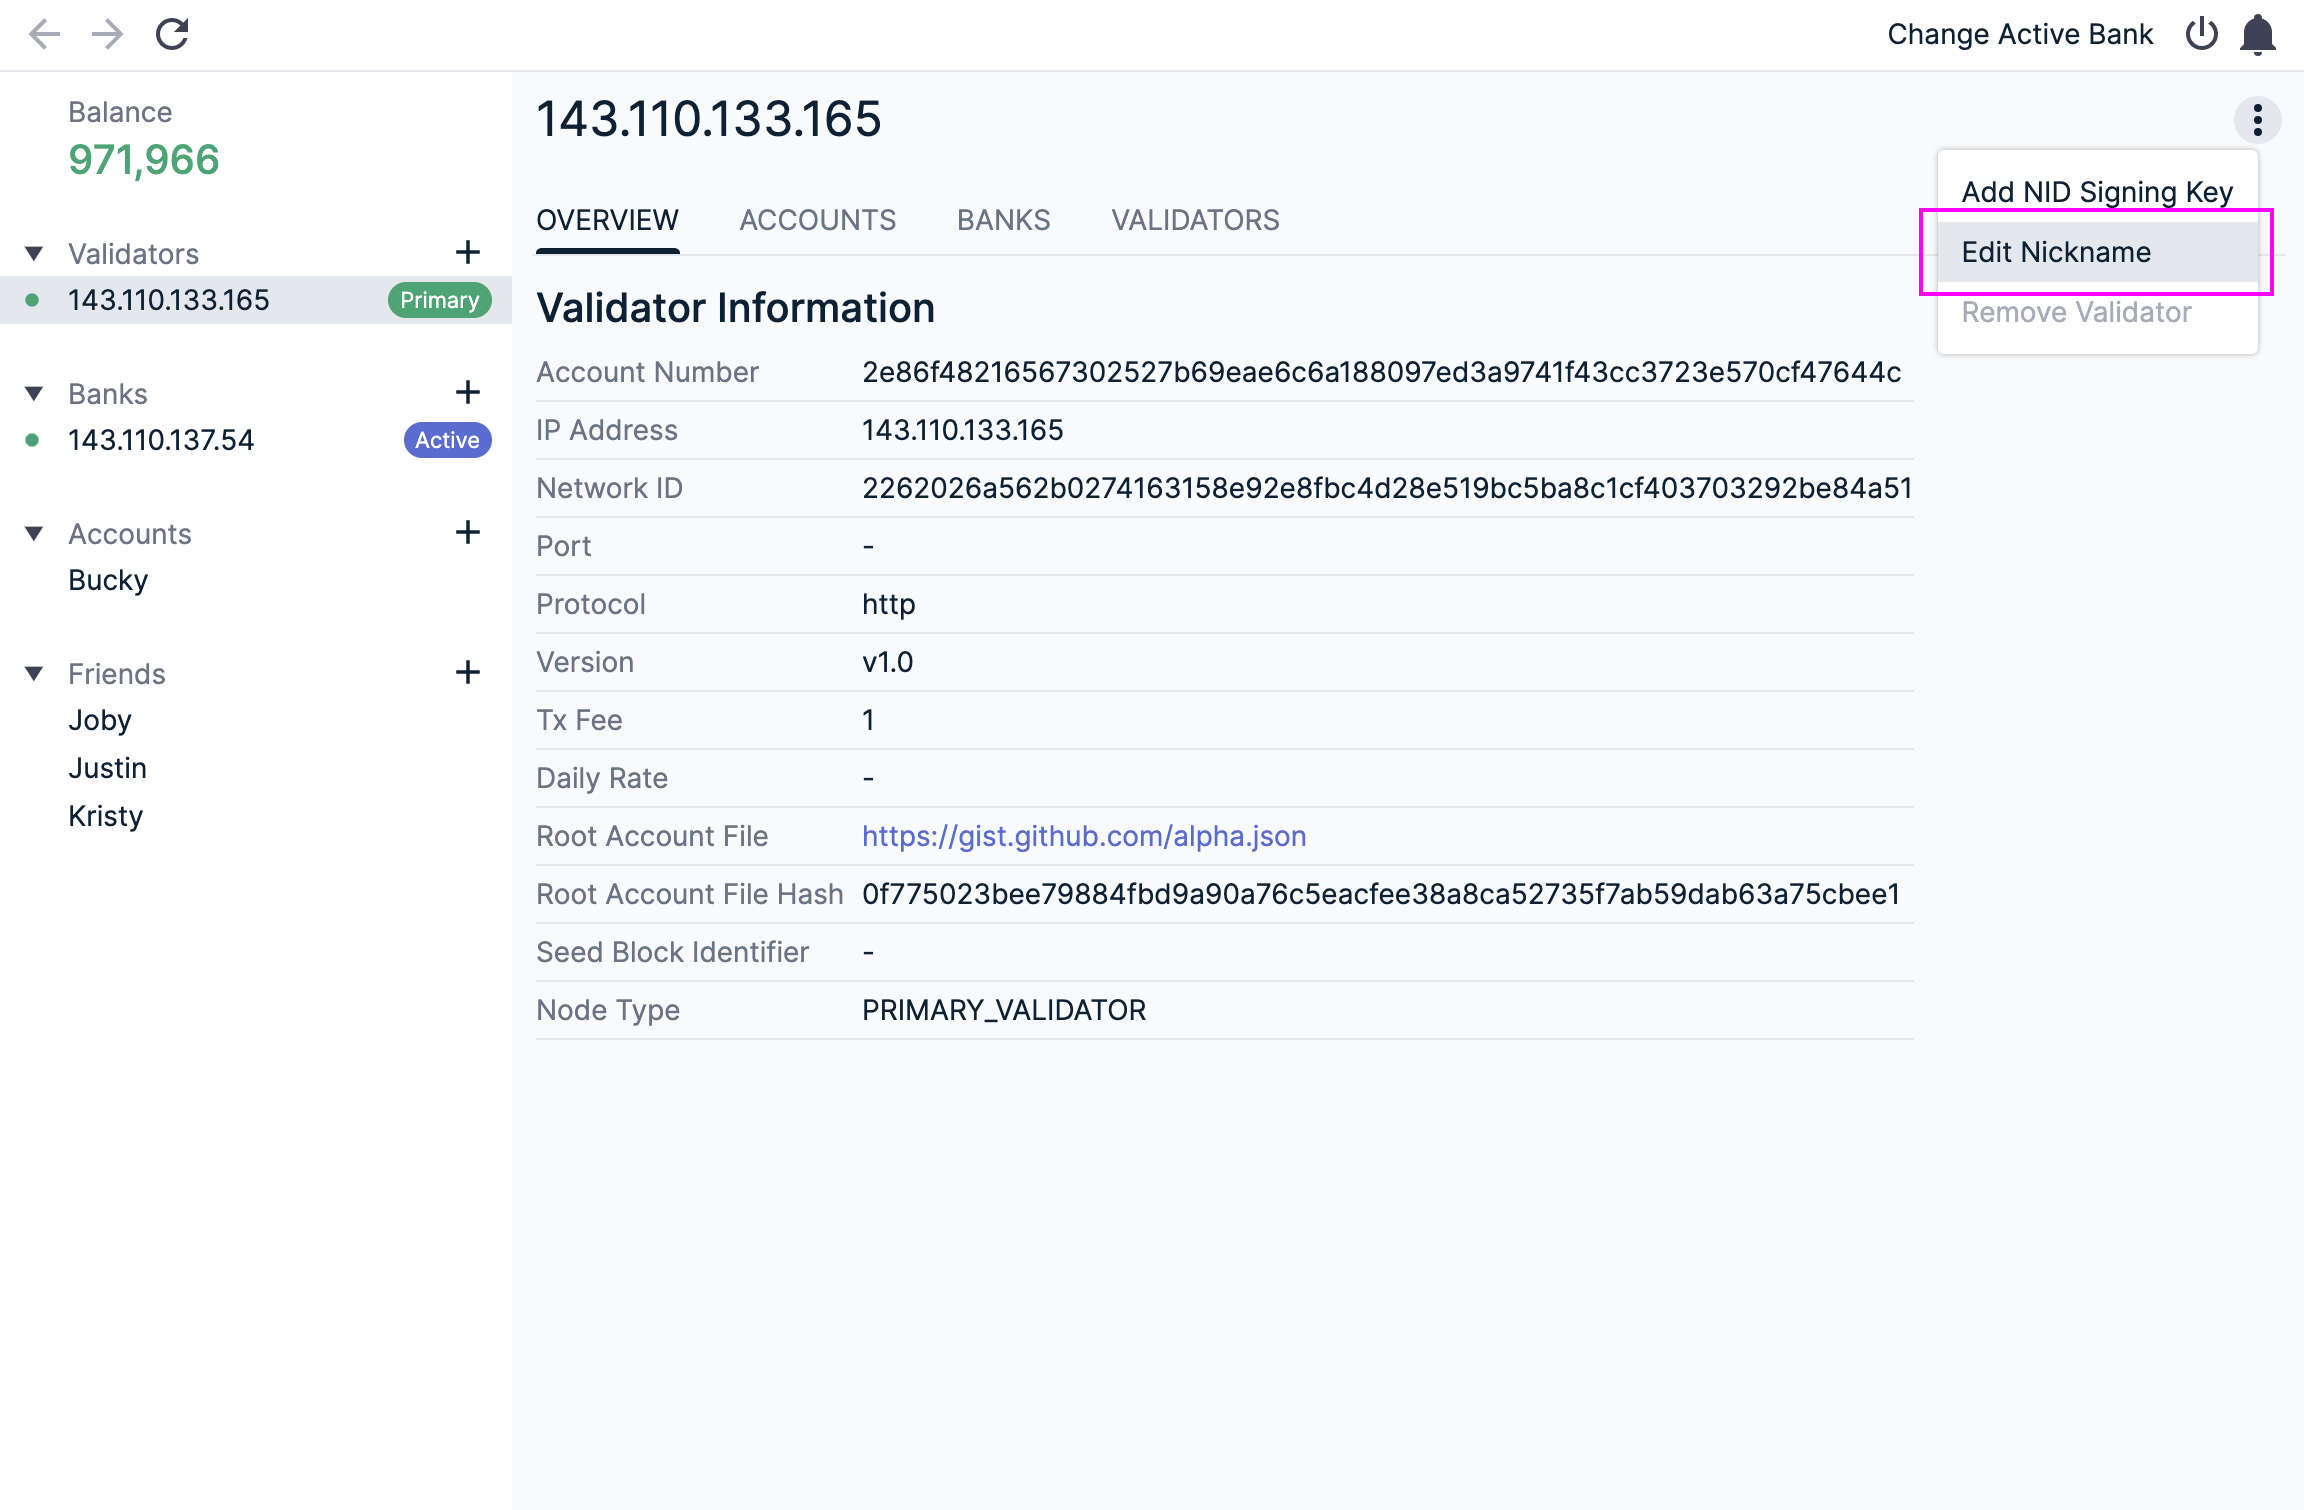 Change Active Bank
Balance
971,966
Validators
143.110.133.165 Primary
Banks
143.110.137.54 Active
Accounts
Bucky
Friends
Joby
Justin
Kristy
143.110.133.165
Add NID Signing Key
Edit Nickname
Remove Validator
OVERVIEW ACCOUNTS BANKS VALIDATORS
Validator Information
Account Number 2e86f48216567302527b69eae6c6a188097ed3a9741f43cc3723e570cf47644c
IP Address 143.110.133.165
Network ID 2262026a562b0274163158e92e8fbc4d28e519bc5ba8c1cf403703292be84a51
Port -
Protocol http
Version v1.0
Tx Fee 1
Daily Rate -
Root Account File https://gist.github.com/alpha.json
Root Account File Hash 0f775023bee79884fbd9a90a76c5eacfee38a8ca52735f7ab59dab63a75cbee1
Seed Block Identifier -
Node Type PRIMARY_VALIDATOR